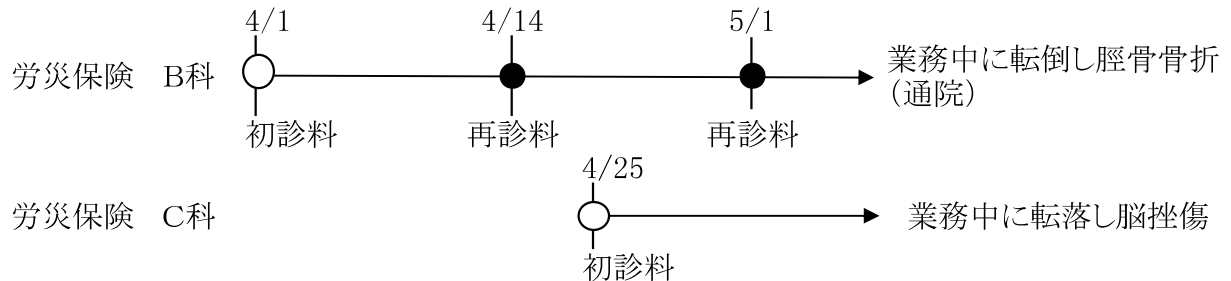 4/1 4/14 5/1
労災保険 B科 業務中に転倒し脛骨骨折
(通院)
初診料 再診料 再診料
4/25
労災保険 C科 業務中に転落し脳挫傷
初診料